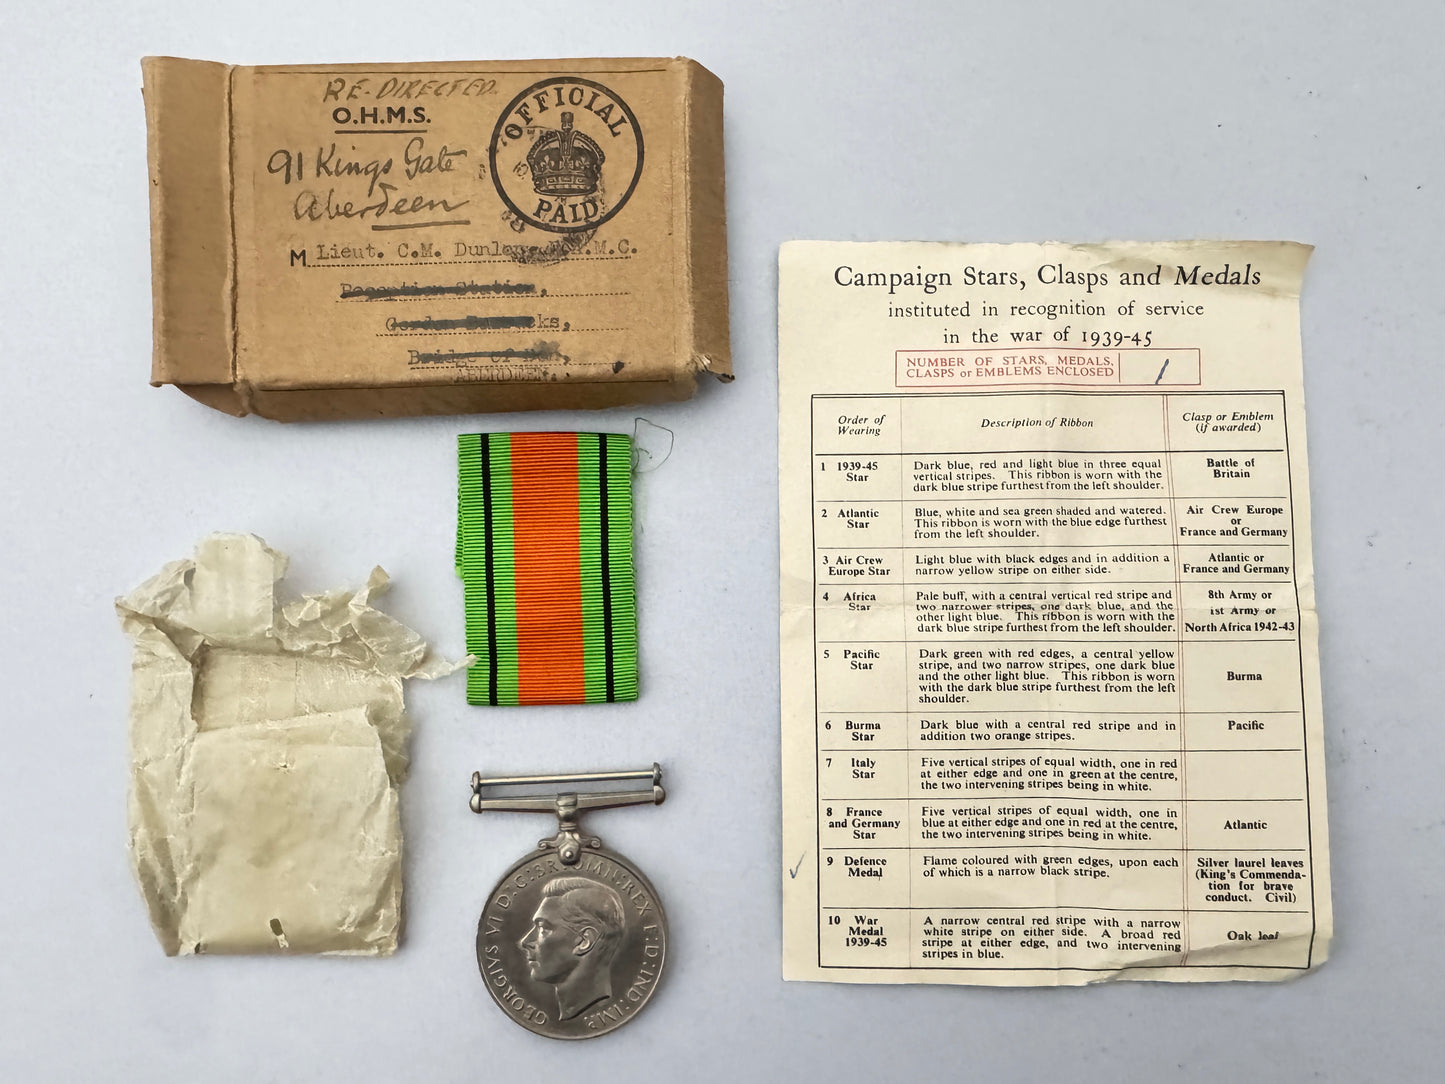 RE-DIRECTED
O.H.M.S.
91 Kings Gate
Aberdeen
OFFICIAL
PAID
M Lieut. C.M. R.A.M.C.
Reception Station,
Gordon Barracks,
Bridge of Don,
ABERDEEN.
GEORGIVS VI D:G:BR:OMN:REX F:D:IND:IMP.
Campaign Stars, Clasps and Medals
instituted in recognition of service
in the war of 1939-45
NUMBER OF STARS, MEDALS,
CLASPS or EMBLEMS ENCLOSED 1
Order of
Wearing
Description of Ribbon
Clasp or Emblem
(if awarded)
1 1939-45
Star
Dark blue, red and light blue in three equal
vertical stripes. This ribbon is worn with the
dark blue stripe furthest from the left shoulder.
Battle of
Britain
2 Atlantic
Star
Blue, white and sea green shaded and watered.
This ribbon is worn with the blue edge furthest
from the left shoulder.
Air Crew Europe
or
France and Germany
3 Air Crew
Europe Star
Light blue with black edges and in addition a
narrow yellow stripe on either side.
Atlantic or
France and Germany
4 Africa
Star
Pale buff, with a central vertical red stripe and
two narrower stripes, one dark blue, and the
other light blue. This ribbon is worn with the
dark blue stripe furthest from the left shoulder.
8th Army or
1st Army or
North Africa 1942-43
5 Pacific
Star
Dark green with red edges, a central yellow
stripe, and two narrow stripes, one dark blue
and the other light blue. This ribbon is worn
with the dark blue stripe furthest from the left
shoulder.
Burma
6 Burma
Star
Dark blue with a central red stripe and in
addition two orange stripes.
Pacific
7 Italy
Star
Five vertical stripes of equal width, one in red
at either edge and one in green at the centre,
the two intervening stripes being in white.
8 France
and Germany
Star
Five vertical stripes of equal width, one in
blue at either edge and one in red at the centre,
the two intervening stripes being in white.
Atlantic
9 Defence
Medal
Flame coloured with green edges, upon each
of which is a narrow black stripe.
Silver laurel leaves
(King's Commenda-
tion for brave
conduct. Civil)
10 War
Medal
1939-45
A narrow central red stripe with a narrow
white stripe on either side. A broad red
stripe at either edge, and two intervening
stripes in blue.
Oak leaf